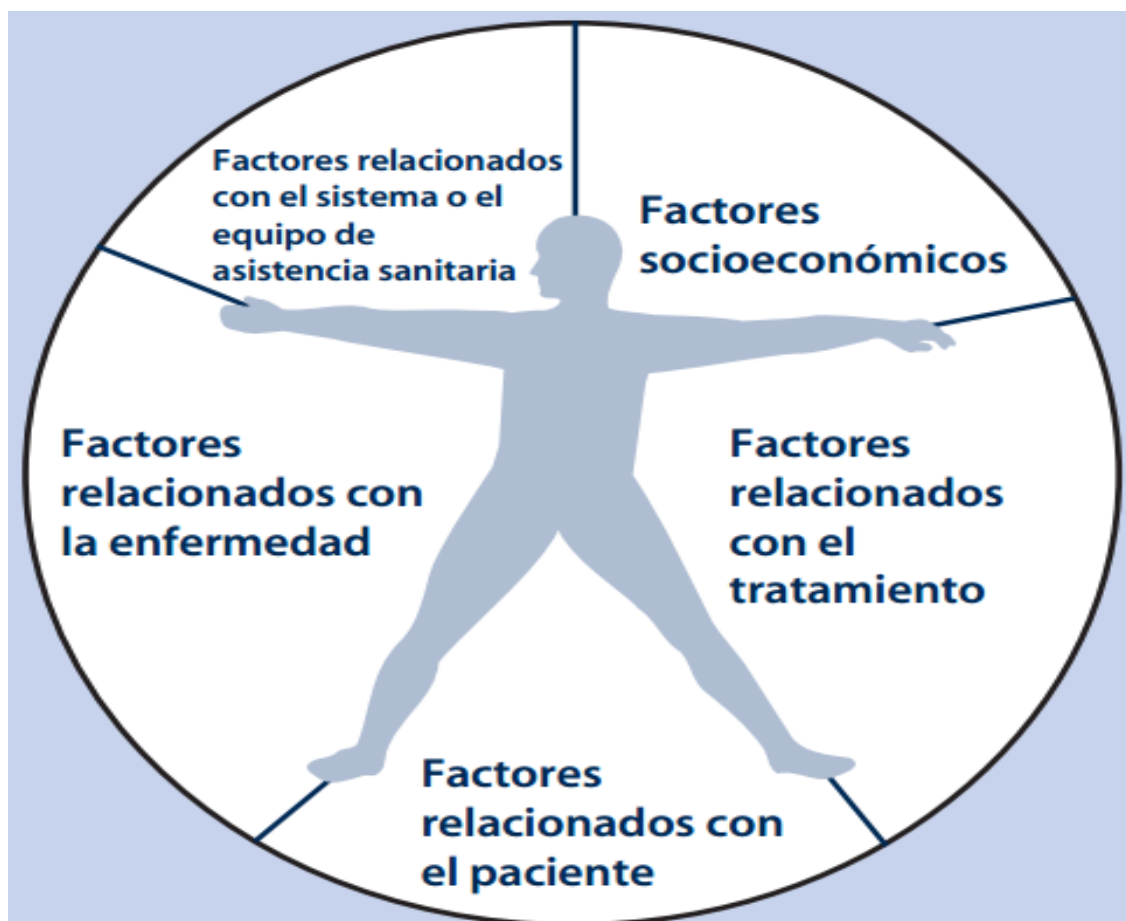 Factores relacionados
con el sistema o el
equipo de
asistencia sanitaria
Factores
socioeconómicos
Factores
relacionados con
la enfermedad
Factores
relacionados
con el
tratamiento
Factores
relacionados con
el paciente